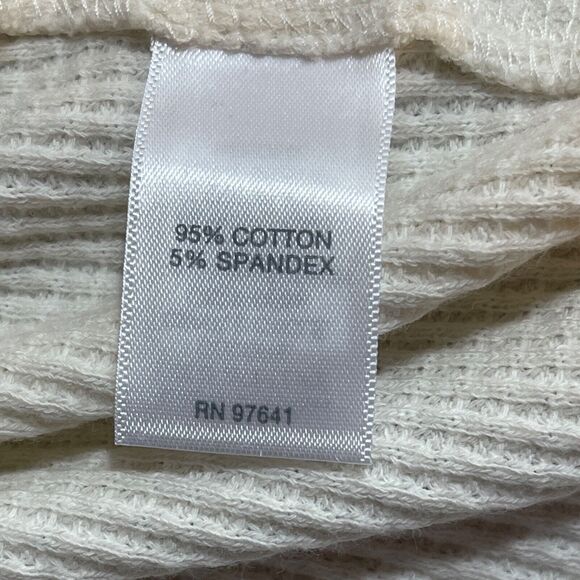 95% COTTON
5% SPANDEX
RN 97641